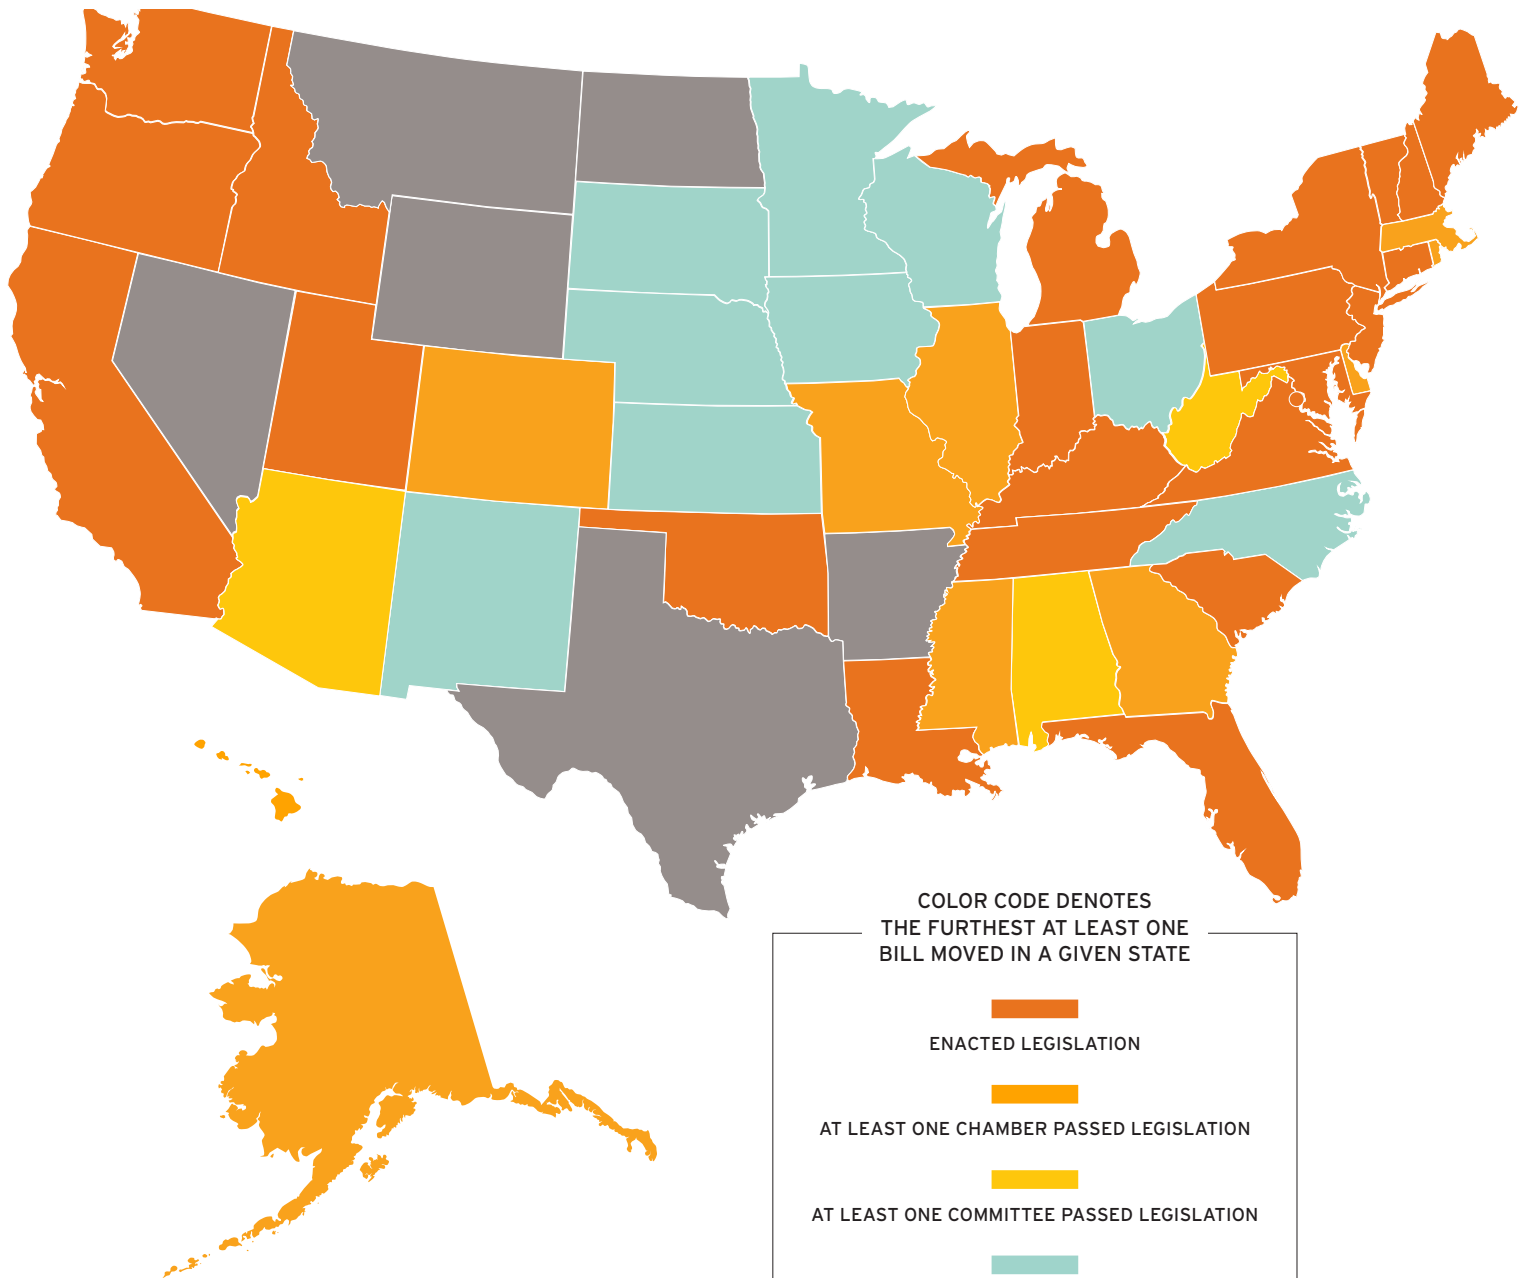 COLOR CODE DENOTES
THE FURTHEST AT LEAST ONE
BILL MOVED IN A GIVEN STATE
ENACTED LEGISLATION
AT LEAST ONE CHAMBER PASSED LEGISLATION
AT LEAST ONE COMMITTEE PASSED LEGISLATION